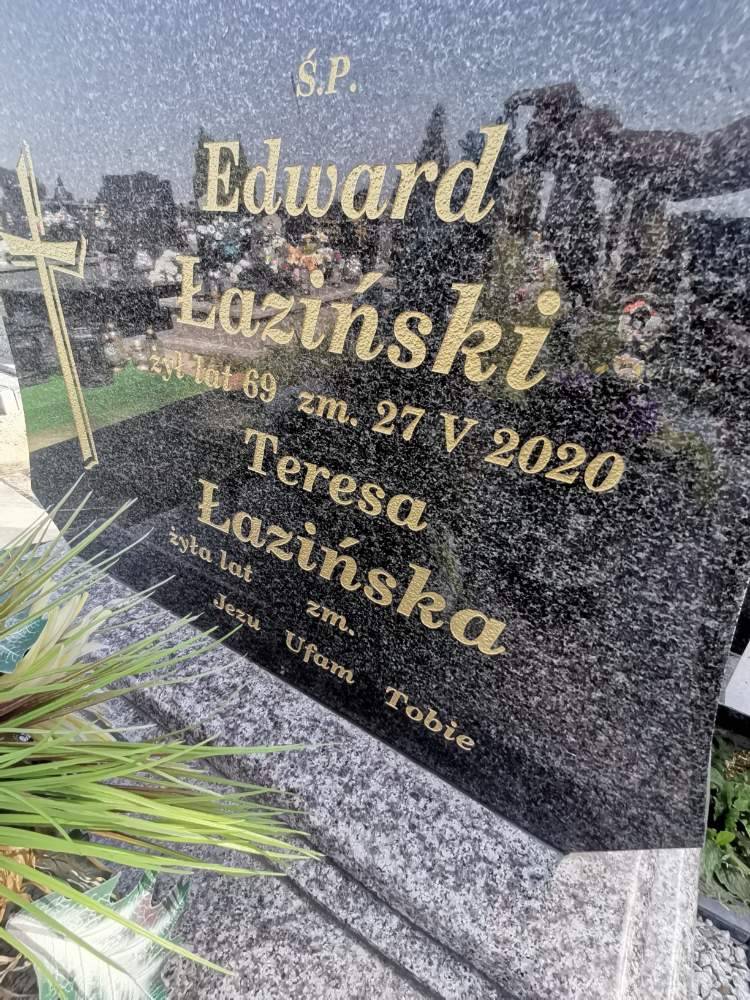 Ś.P.
Edward
Łaziński
żył lat 69 zm. 27 V 2020
Teresa
Łazińska
żyła lat zm.
Jezu Ufam Tobie